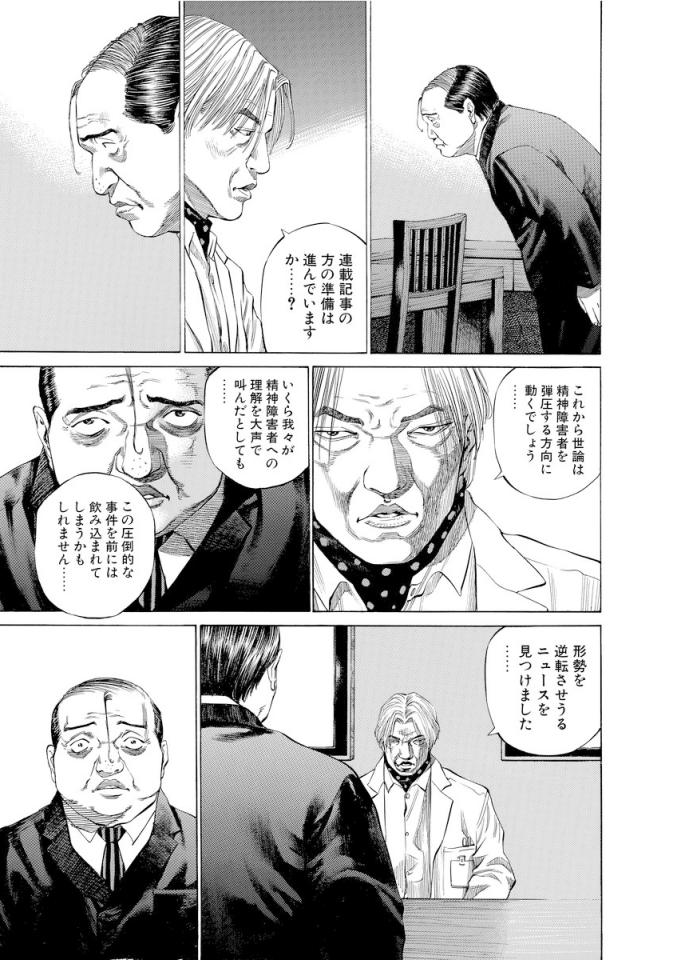 連載記事の
方の準備は
進んでいます
か……?
これから世論は
精神障害者を
弾圧する方向に
動くでしょう
……
いくら我々が
精神障害者への
理解を大声で
叫んだとしても
この圧倒的な
事件を前には
飲み込まれて
しまうかも
しれません……
形勢を
逆転させうる
ニュースを
見つけました
……